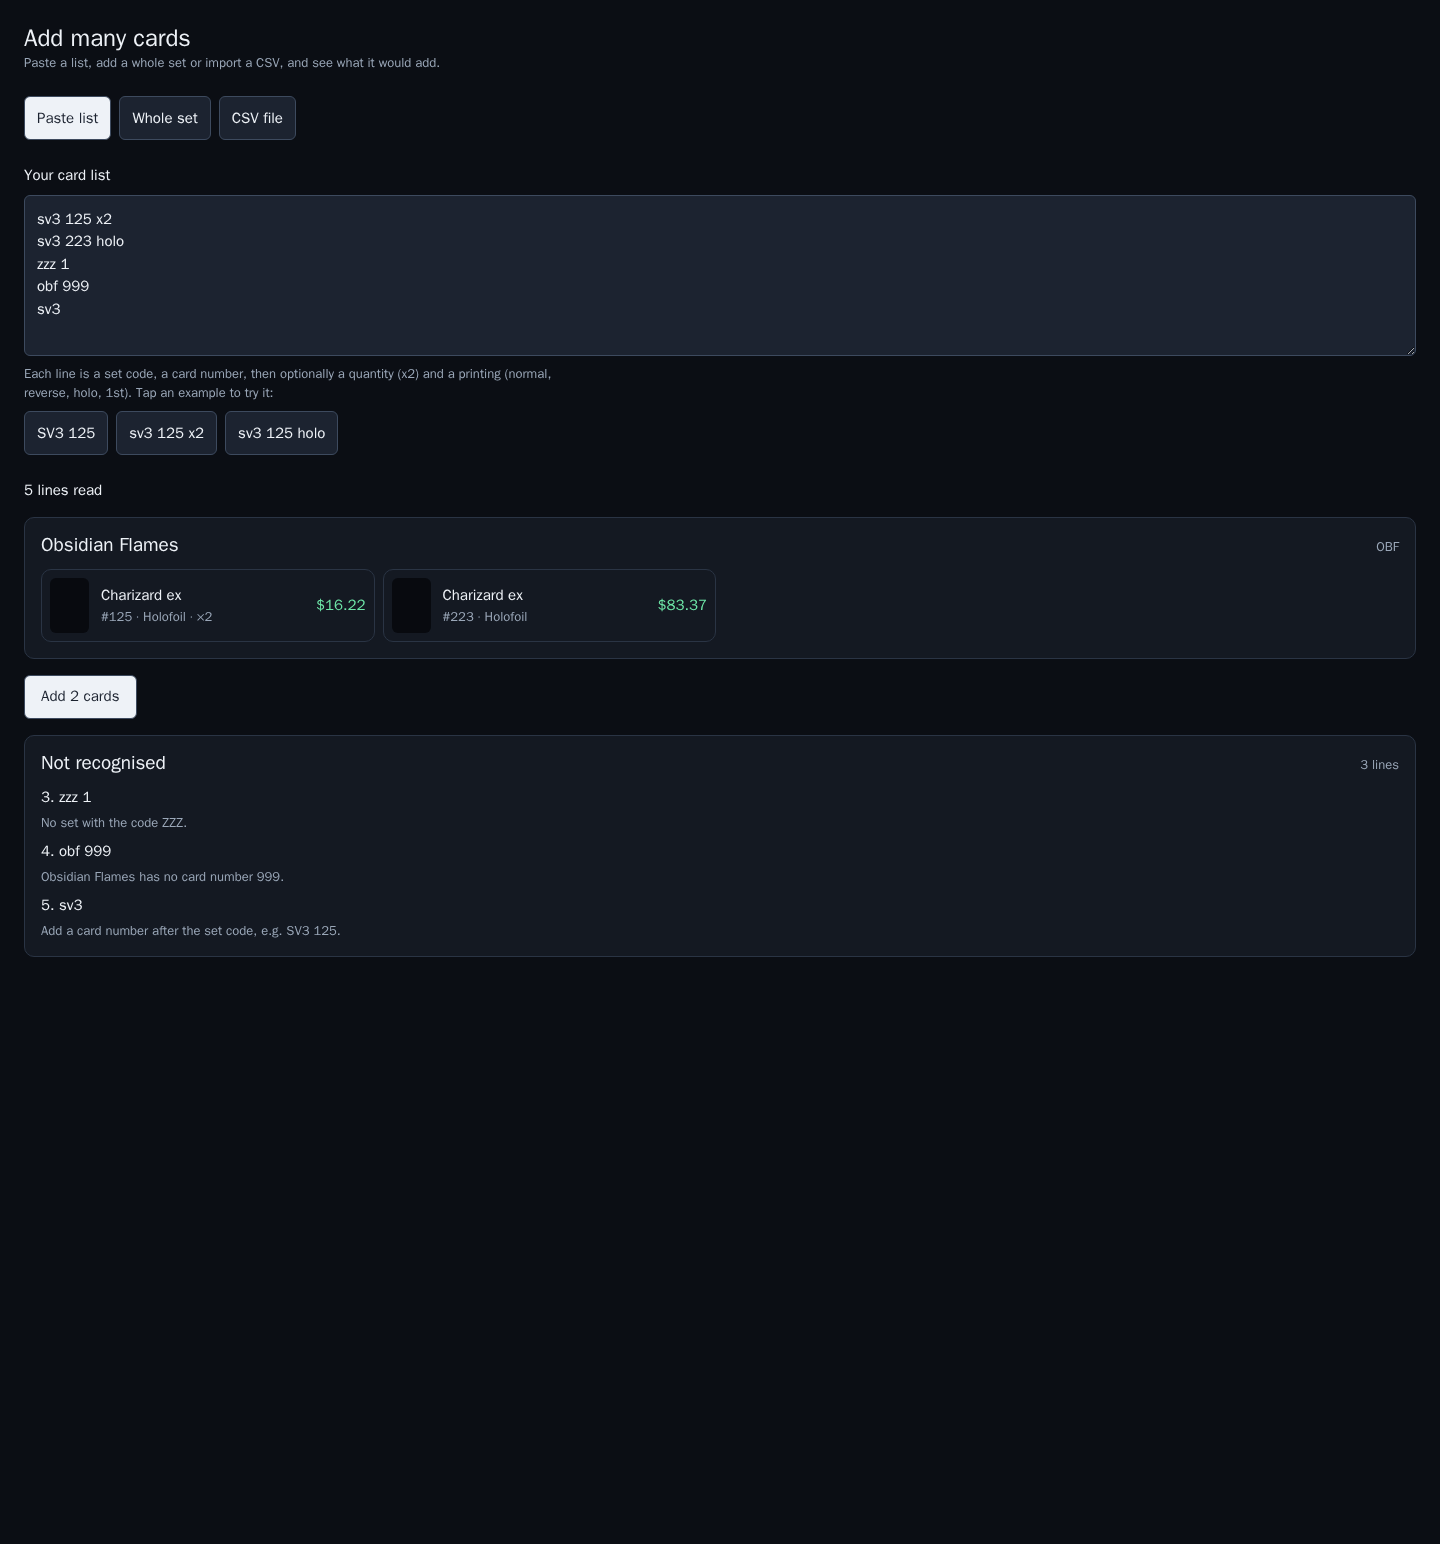 Add many cards
Paste a list, add a whole set or import a CSV, and see what it would add.
Paste list
Whole set
CSV file
Your card list
sv3 125 x2
sv3 223 holo
zzz 1
obf 999
sv3
Each line is a set code, a card number, then optionally a quantity (x2) and a printing (normal,
reverse, holo, 1st). Tap an example to try it:
SV3 125
sv3 125 x2
sv3 125 holo
5 lines read
Obsidian Flames
OBF
Charizard ex
#125 · Holofoil · ×2
$16.22
Charizard ex
#223 · Holofoil
$83.37
Add 2 cards
Not recognised
3 lines
3. zzz 1
No set with the code ZZZ.
4. obf 999
Obsidian Flames has no card number 999.
5. sv3
Add a card number after the set code, e.g. SV3 125.